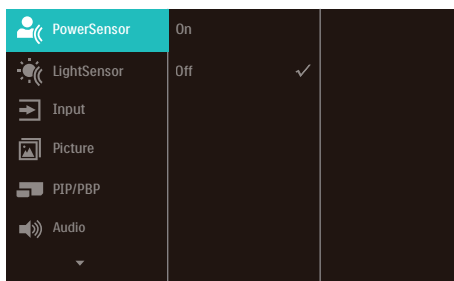 PowerSensor
On
LightSensor
Off
Input
Picture
PIP/PBP
Audio